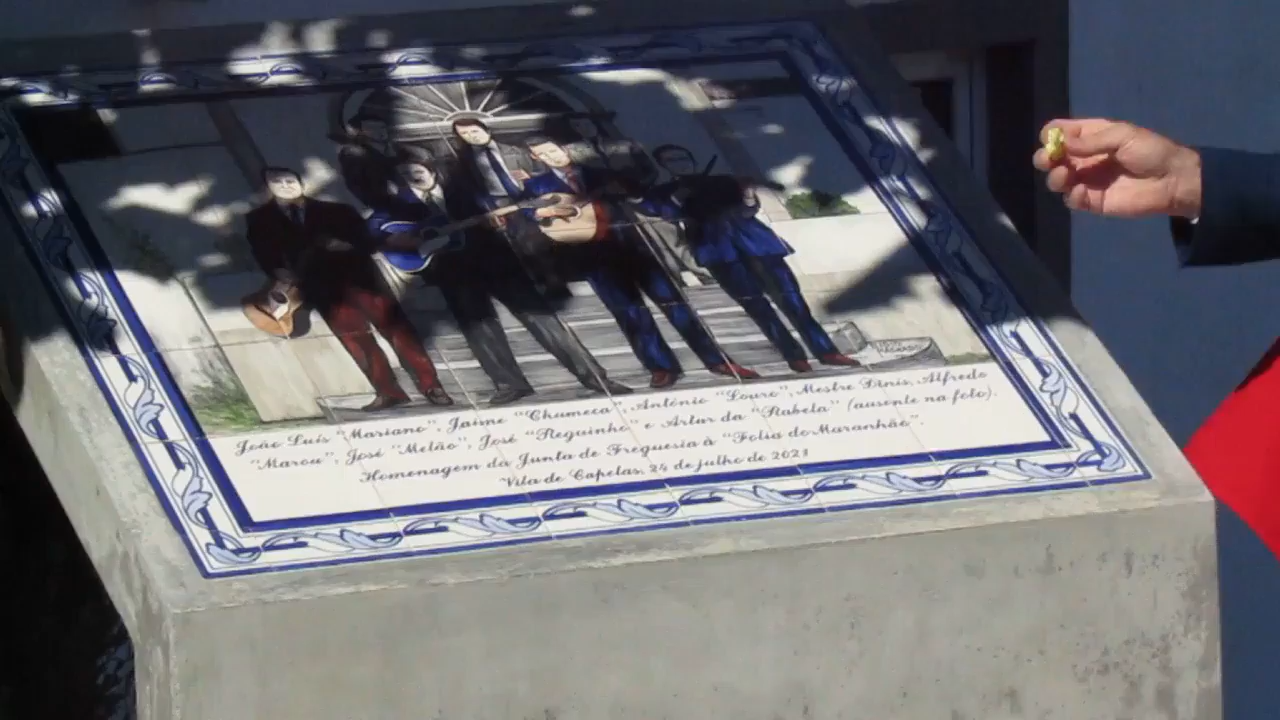 João Luís "Mariano", Jaime "Chumeca", António "Louro", Mestre Dinis, Alfredo
"Marou", José "Melão", José "Reguinho" e Artur da "Rabela" (ausente na foto).
Homenagem da Junta de Freguesia à "Folia do Maranhão".
Vila de Capelas, 24 de julho de 2021